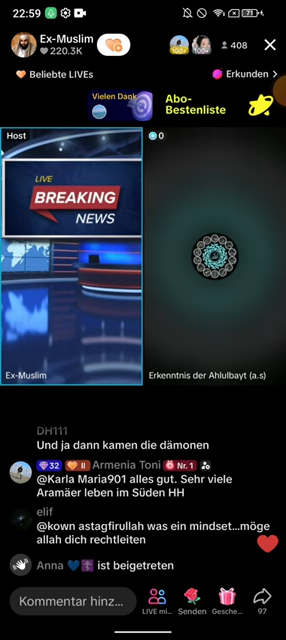 22:59
71
Ex-Muslim
220.3K
100+
100+
408
Beliebte LIVEs
Erkunden
Vielen Dank
Abo-
Bestenliste
Host
0
LIVE
BREAKING
NEWS
Ex-Muslim
Erkenntnis der Ahlulbayt (a.s)
DH111
Und ja dann kamen die dämonen
32 II Armenia Toni Nr. 1
@Karla Maria901 alles gut. Sehr viele
Aramäer leben im Süden HH
elif
@kown astagfirullah was ein mindset...möge
allah dich rechtleiten
Anna 💙✝️ ist beigetreten
Kommentar hinz...
LIVE mi...
Senden
Gesche...
97